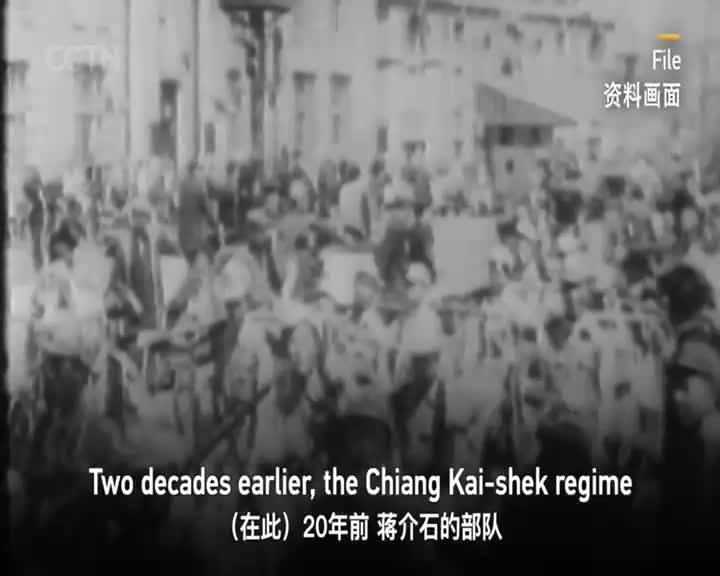 CGTN
File
资料画面
Two decades earlier, the Chiang Kai-shek regime
（在此）20年前 蒋介石的部队